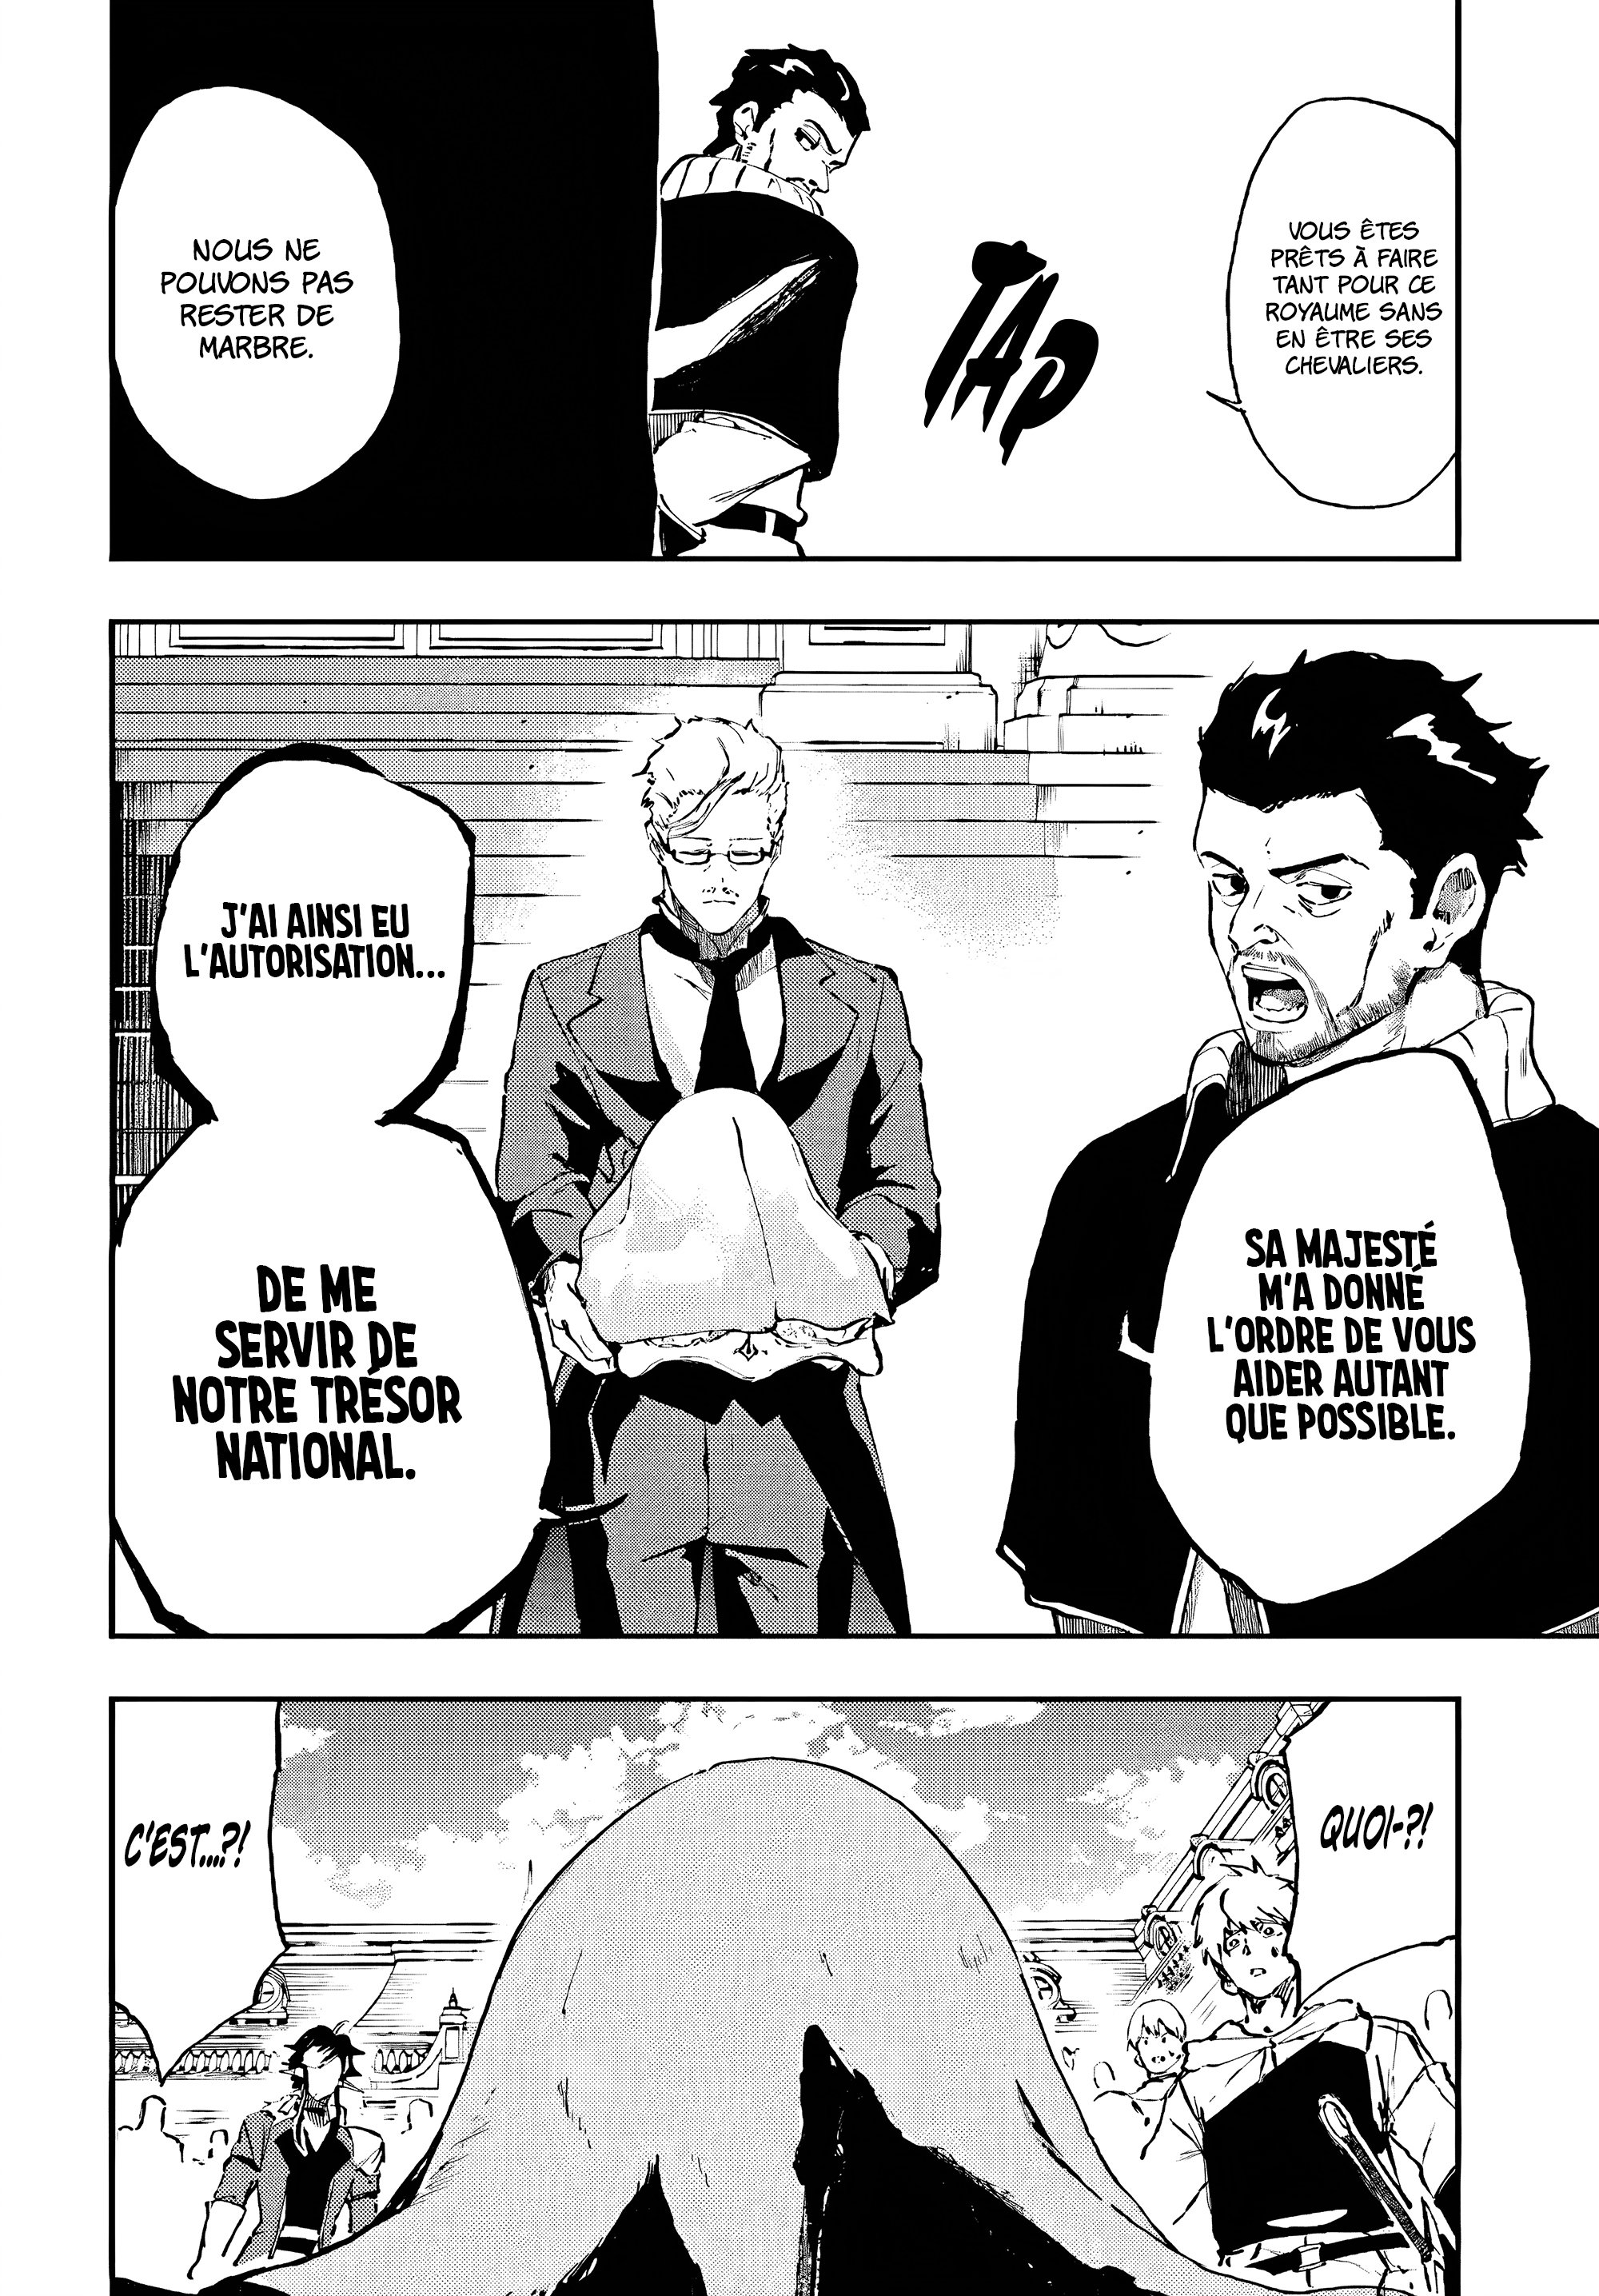 VOUS ÊTES
PRÊTS À FAIRE
TANT POUR CE
ROYAUME SANS
EN ÊTRE SES
CHEVALIERS.
TAP
NOUS NE
POUVONS PAS
RESTER DE
MARBRE.
SA MAJESTÉ
M'A DONNÉ
L'ORDRE DE VOUS
AIDER AUTANT
QUE POSSIBLE.
J'AI AINSI EU
L'AUTORISATION...
DE ME
SERVIR DE
NOTRE TRÉSOR
NATIONAL.
QUOI-?!
C'EST....?!